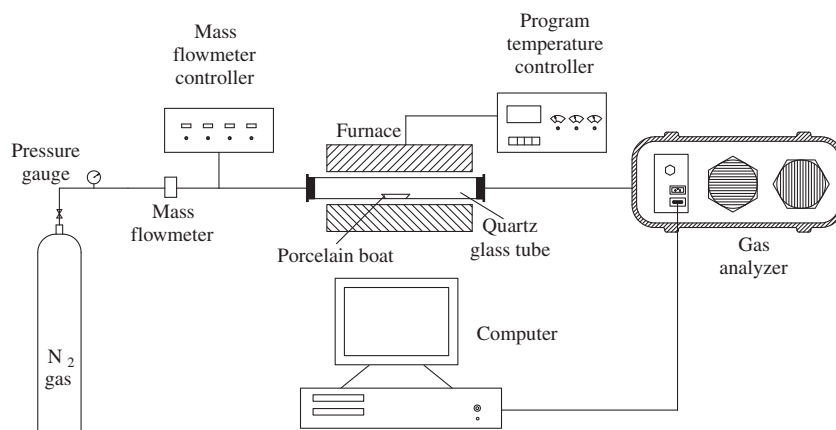 Mass
flowmeter
controller
Program
temperature
controller
Furnace
Pressure
gauge
Mass
flowmeter
Quartz
glass tube
Porcelain boat
Gas
analyzer
Computer
N2
gas